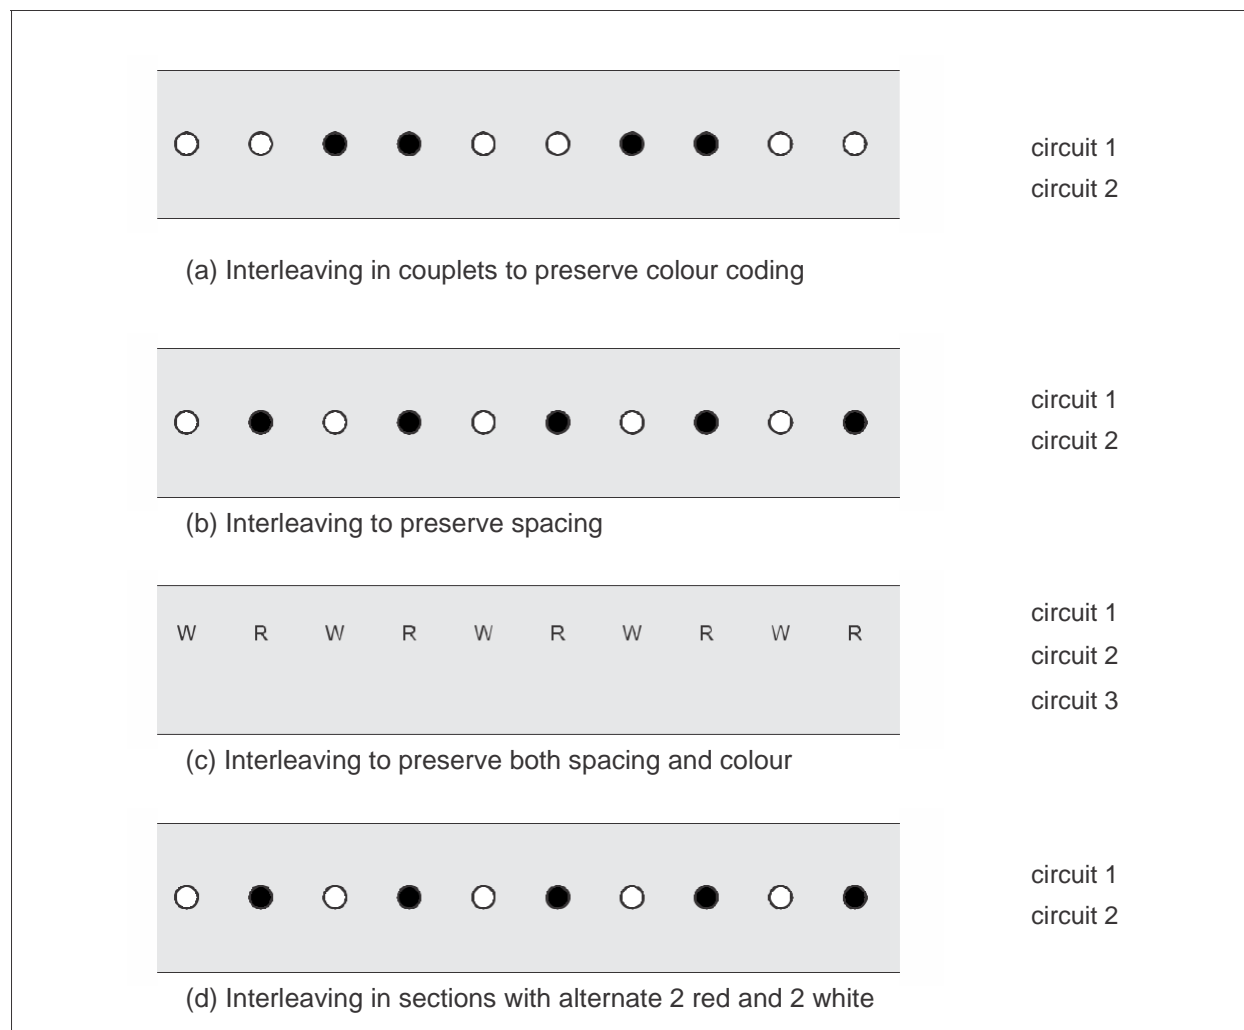 circuit 1
circuit 2
(a) Interleaving in couplets to preserve colour coding
circuit 1
circuit 2
(b) Interleaving to preserve spacing
W R W R W R W R W R
circuit 1
circuit 2
circuit 3
(c) Interleaving to preserve both spacing and colour
circuit 1
circuit 2
(d) Interleaving in sections with alternate 2 red and 2 white